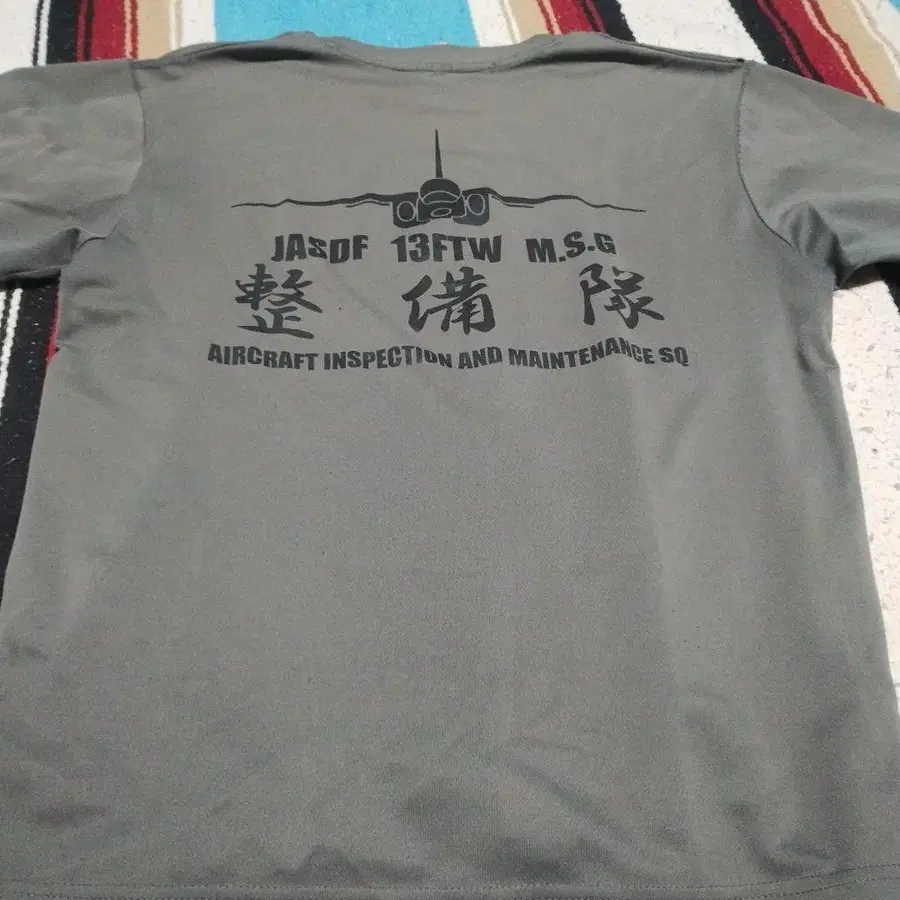 JASDF 13FTW M.S.G
整備隊
AIRCRAFT INSPECTION AND MAINTENANCE SQ